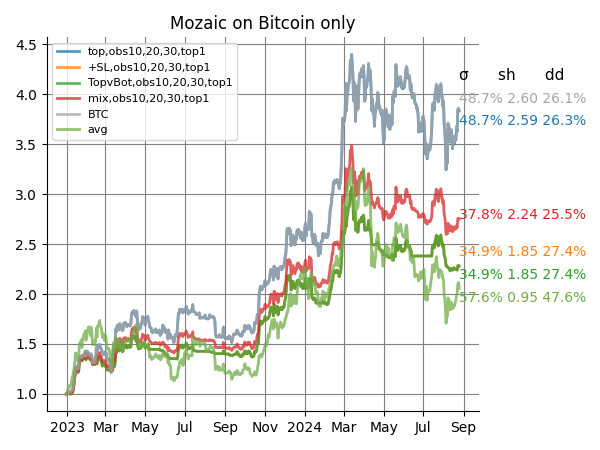 Mozaic on Bitcoin only
4.5
4.0
3.5
3.0
2.5
2.0
1.5
1.0
top,obs10,20,30,top1
+SL,obs10,20,30,top1
TopvBot,obs10,20,30,top1
mix,obs10,20,30,top1
BTC
avg
σ sh dd
48.7% 2.60 26.1%
48.7% 2.59 26.3%
37.8% 2.24 25.5%
34.9% 1.85 27.4%
34.9% 1.85 27.4%
57.6% 0.95 47.6%
2023 Mar May Jul Sep Nov 2024 Mar May Jul Sep